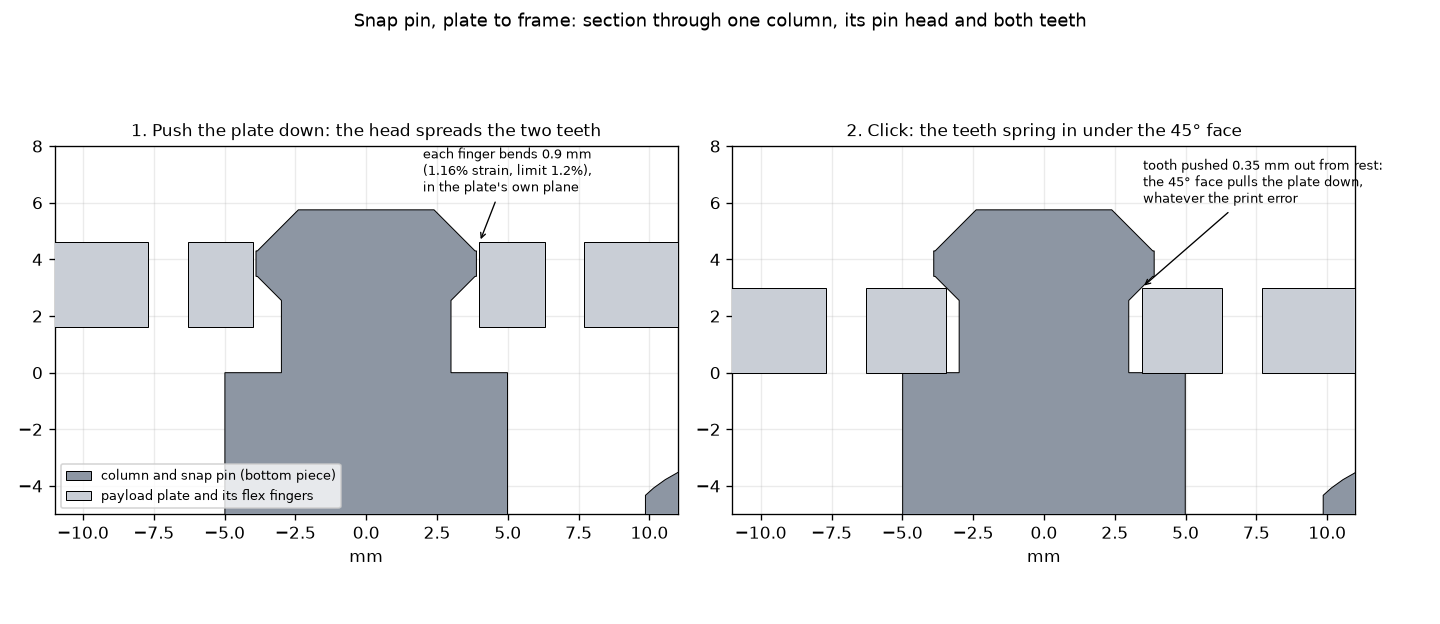 Snap pin, plate to frame: section through one column, its pin head and both teeth
1. Push the plate down: the head spreads the two teeth
each finger bends 0.9 mm
(1.16% strain, limit 1.2%),
in the plate's own plane
8
6
4
2
0
−2
−4
column and snap pin (bottom piece)
payload plate and its flex fingers
−10.0 −7.5 −5.0 −2.5 0.0 2.5 5.0 7.5 10.0
mm
2. Click: the teeth spring in under the 45° face
tooth pushed 0.35 mm out from rest:
the 45° face pulls the plate down,
whatever the print error
8
6
4
2
0
−2
−4
−10.0 −7.5 −5.0 −2.5 0.0 2.5 5.0 7.5 10.0
mm